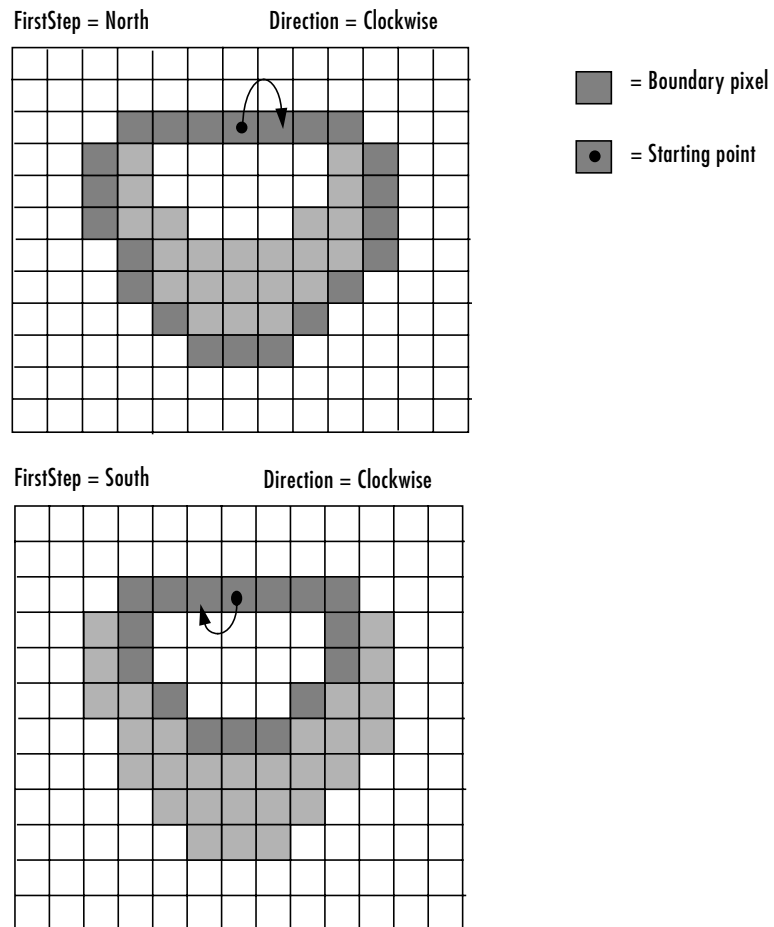 FirstStep = North
Direction = Clockwise
= Boundary pixel
= Starting point
FirstStep = South
Direction = Clockwise